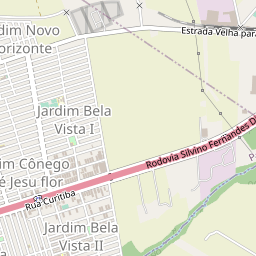 dim Novo
orizonte
Estrada Velha para
Jardim Bela
Vista I
Rodovia Silvino Fernandes D
im Cônego
é Jesu flor
Rua Curitiba
P
Jardim Bela
Vista II